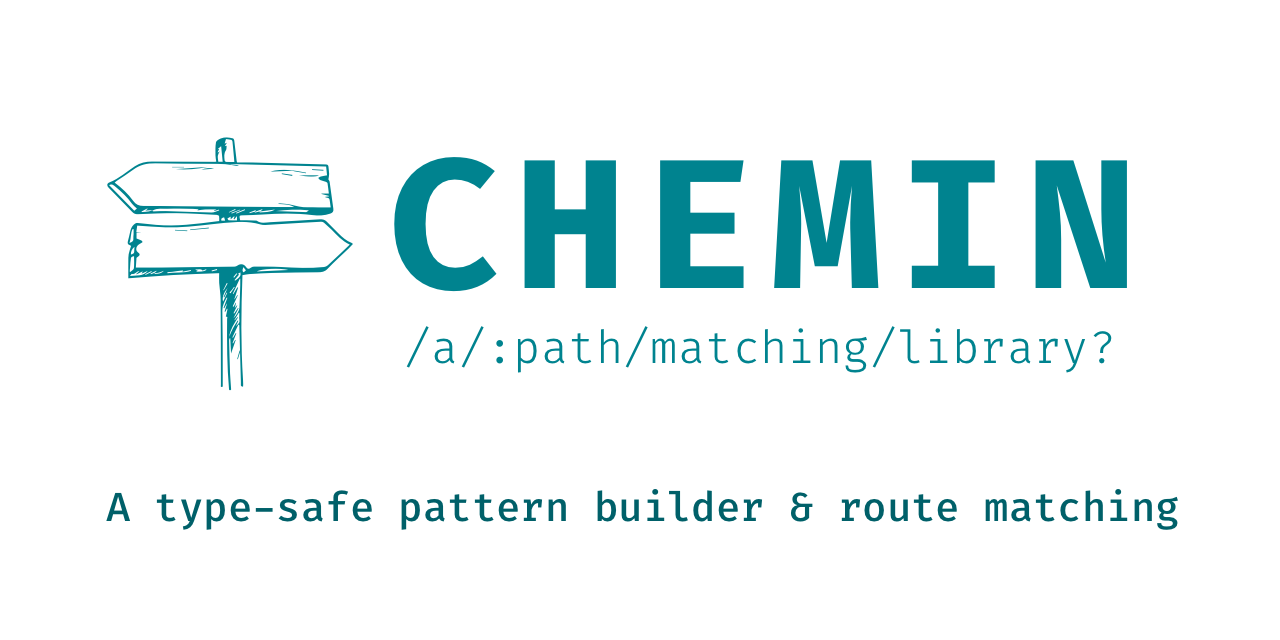 CHEMIN
/a/:path/matching/library?
A type-safe pattern builder & route matching